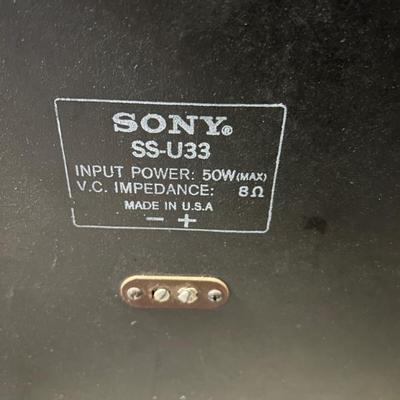 SONY®
SS-U33
INPUT POWER: 50W(MAX)
V.C. IMPEDANCE: 8Ω
MADE IN U.S.A
− +